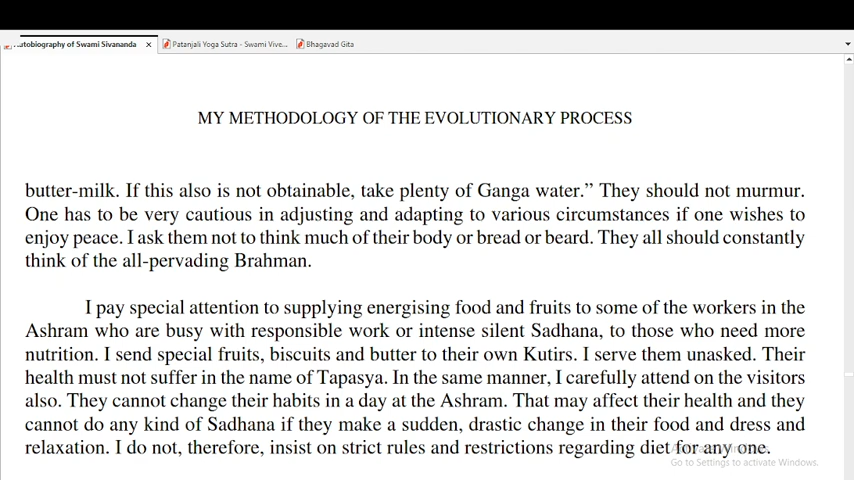 Autobiography of Swami Sivananda × Patanjali Yoga Sutra - Swami Vive... Bhagavad Gita
MY METHODOLOGY OF THE EVOLUTIONARY PROCESS
butter-milk. If this also is not obtainable, take plenty of Ganga water.” They should not murmur.
One has to be very cautious in adjusting and adapting to various circumstances if one wishes to
enjoy peace. I ask them not to think much of their body or bread or beard. They all should constantly
think of the all-pervading Brahman.
I pay special attention to supplying energising food and fruits to some of the workers in the
Ashram who are busy with responsible work or intense silent Sadhana, to those who need more
nutrition. I send special fruits, biscuits and butter to their own Kutirs. I serve them unasked. Their
health must not suffer in the name of Tapasya. In the same manner, I carefully attend on the visitors
also. They cannot change their habits in a day at the Ashram. That may affect their health and they
cannot do any kind of Sadhana if they make a sudden, drastic change in their food and dress and
relaxation. I do not, therefore, insist on strict rules and restrictions regarding diet for any one.
Activate Windows
Go to Settings to activate Windows.